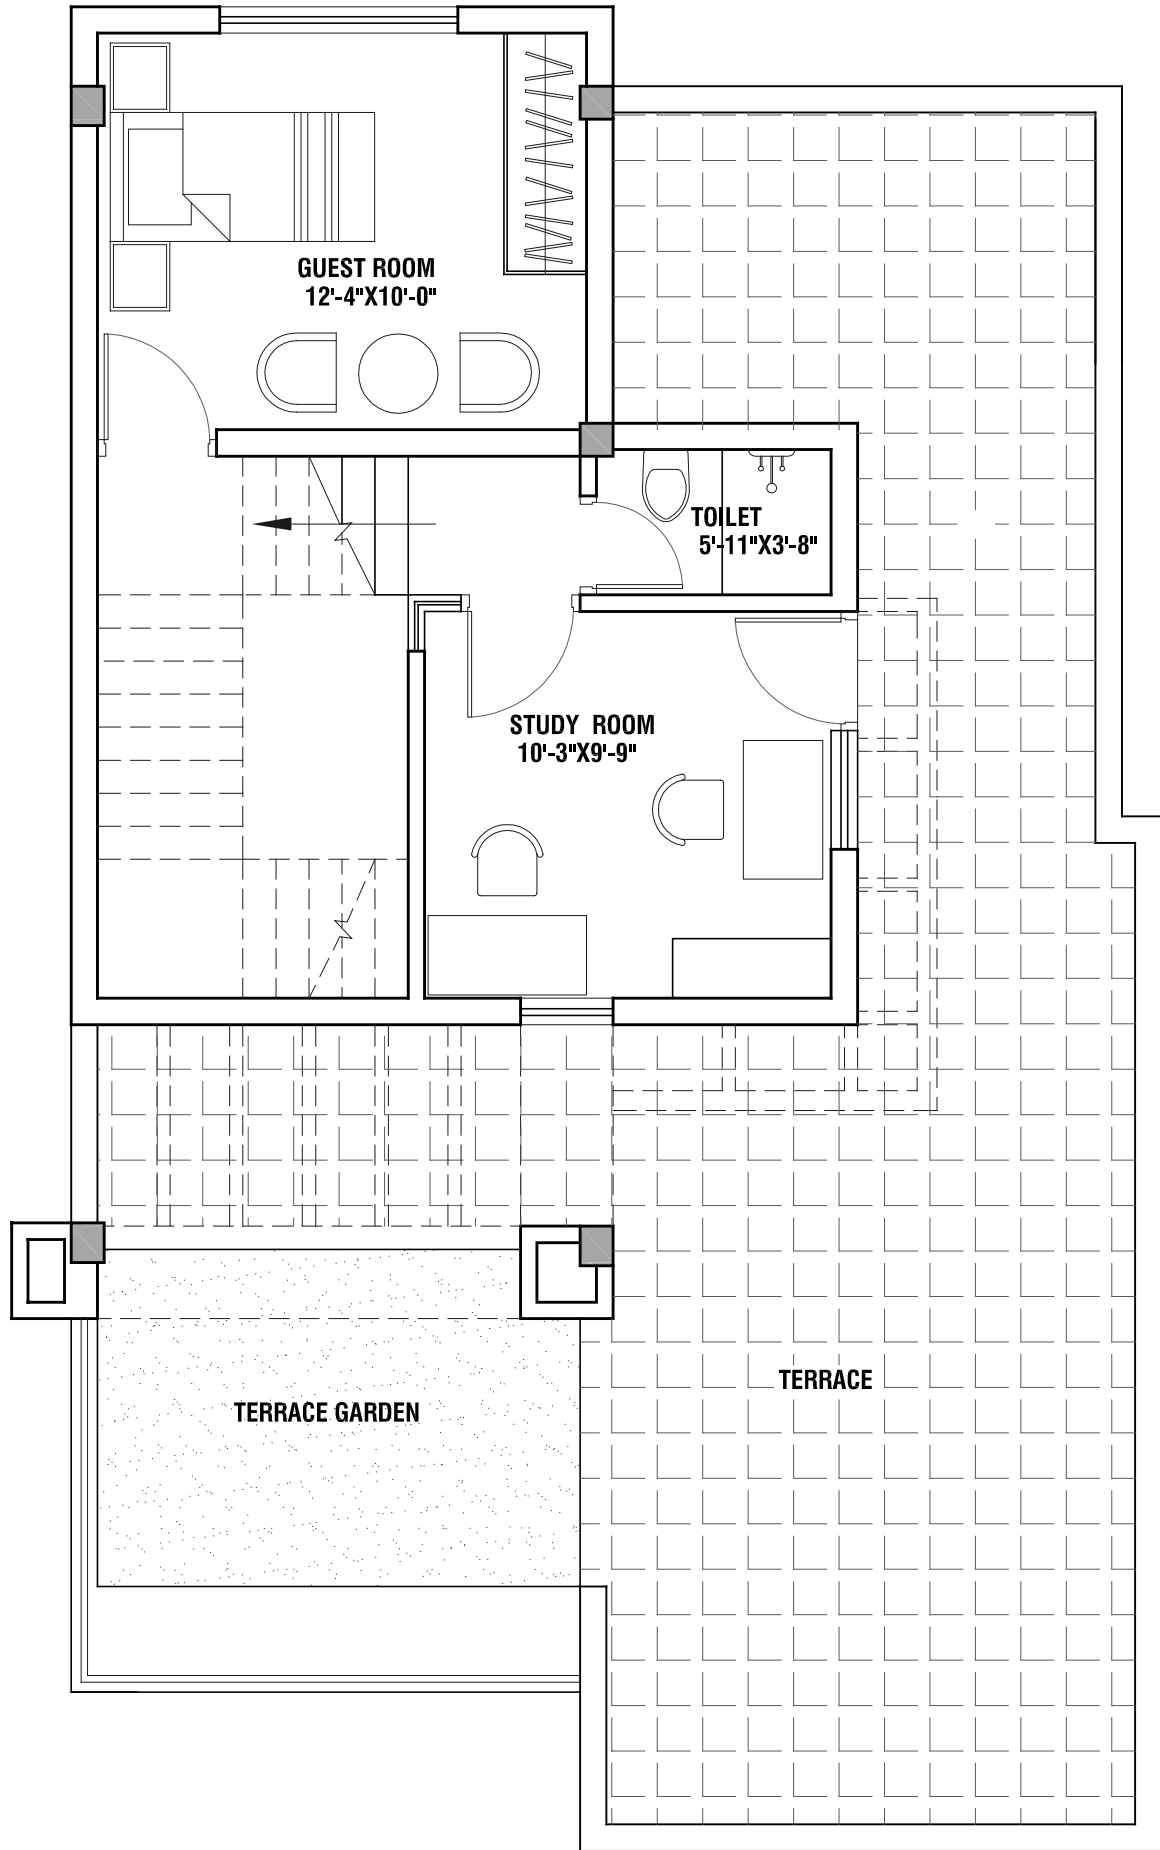 GUEST ROOM
12'-4"X10'-0"
TOILET
5'-11"X3'-8"
STUDY ROOM
10'-3"X9'-9"
TERRACE
TERRACE GARDEN